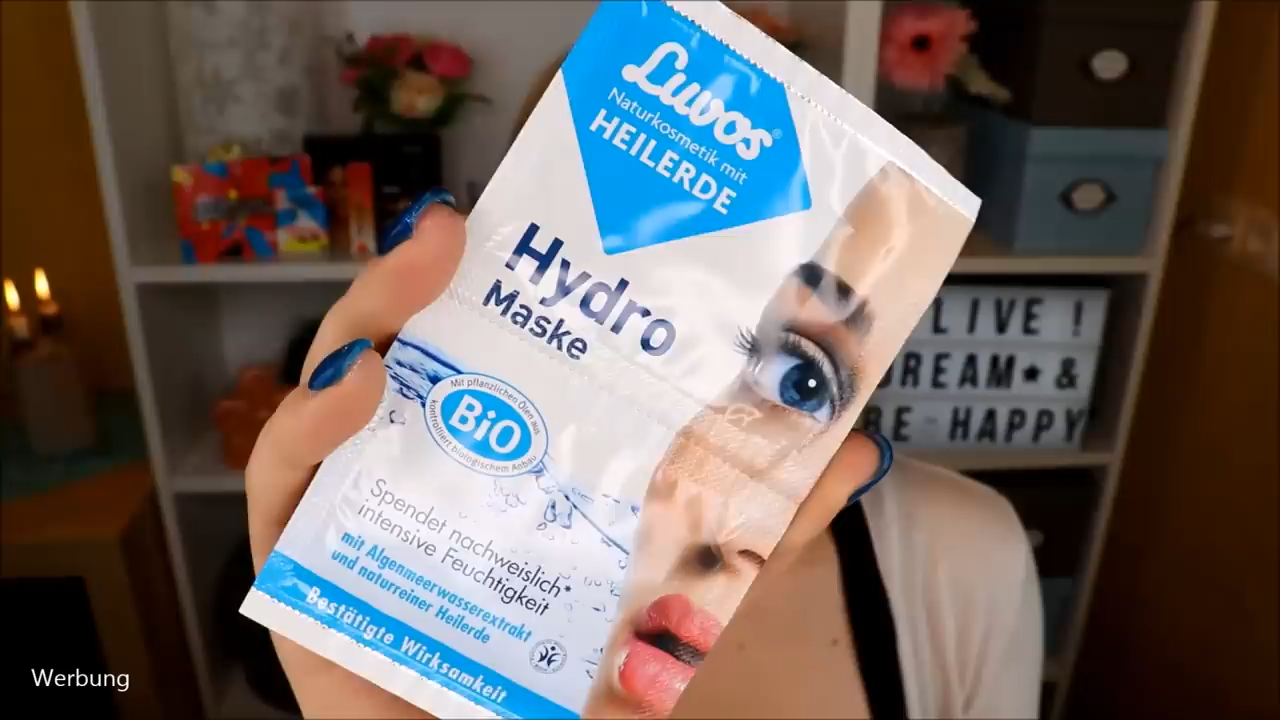 Luvos®
Naturkosmetik mit
HEILERDE
Hydro
Maske
Mit pflanzlichen Ölen aus
BiO
kontrolliert biologischem Anbau
Spendet nachweislich*
intensive Feuchtigkeit
mit Algenmeerwasserextrakt
und naturreiner Heilerde
Bestätigte Wirksamkeit
LIVE !
DREAM★&
BE HAPPY
Werbung